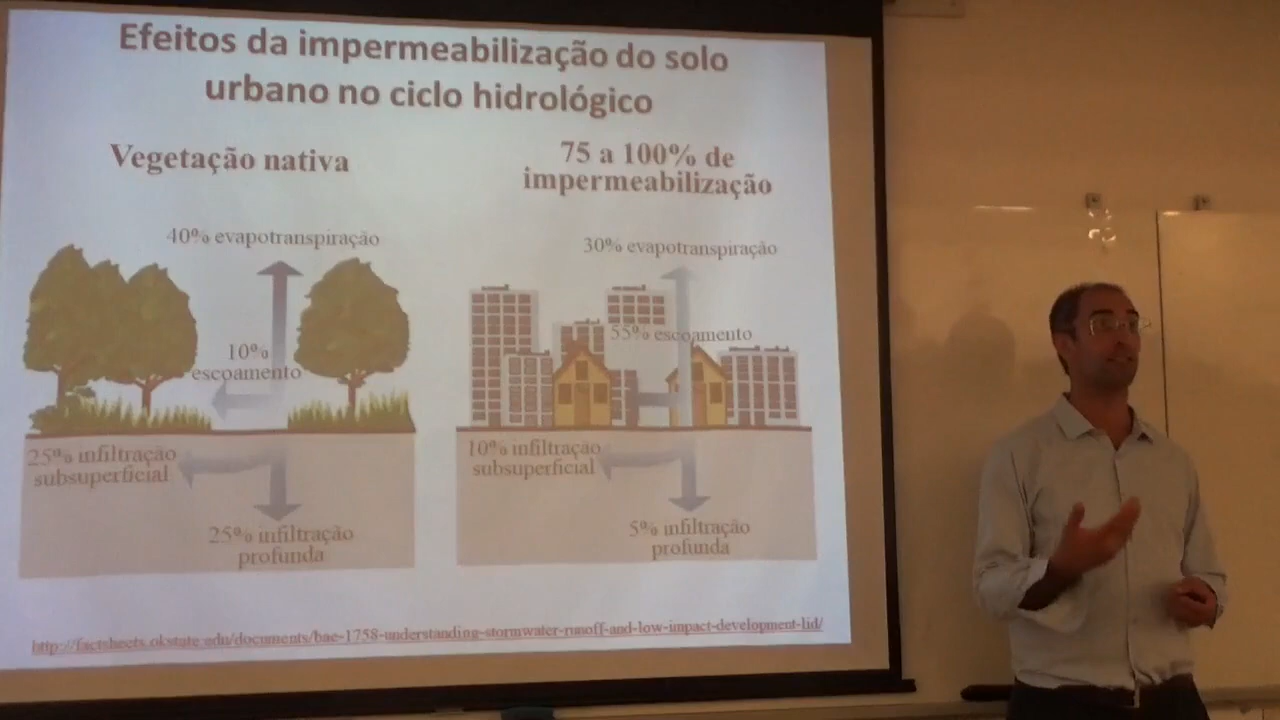 Efeitos da impermeabilização do solo
urbano no ciclo hidrológico
Vegetação nativa
40% evapotranspiração
10%
escoamento
25% infiltração
subsuperficial
25% infiltração
profunda
75 a 100% de
impermeabilização
30% evapotranspiração
55% escoamento
10% infiltração
subsuperficial
5% infiltração
profunda
http://factsheets.okstate.edu/documents/bae-1758-understanding-stormwater-runoff-and-low-impact-development-lid/